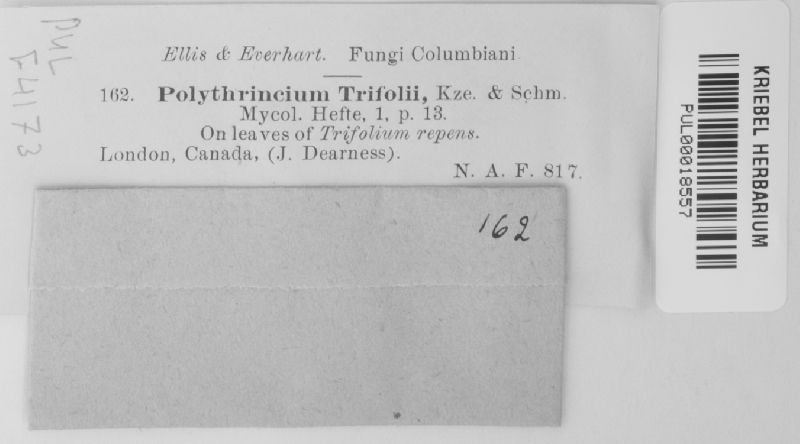 PUL
F4173
Ellis & Everhart. Fungi Columbiani
162. Polythrincium Trifolii, Kze. & Schm.
Mycol. Hefte, 1, p. 13.
On leaves of Trifolium repens.
London, Canada, (J. Dearness).
N. A. F. 817.
162
KRIEBEL HERBARIUM
PUL00018557